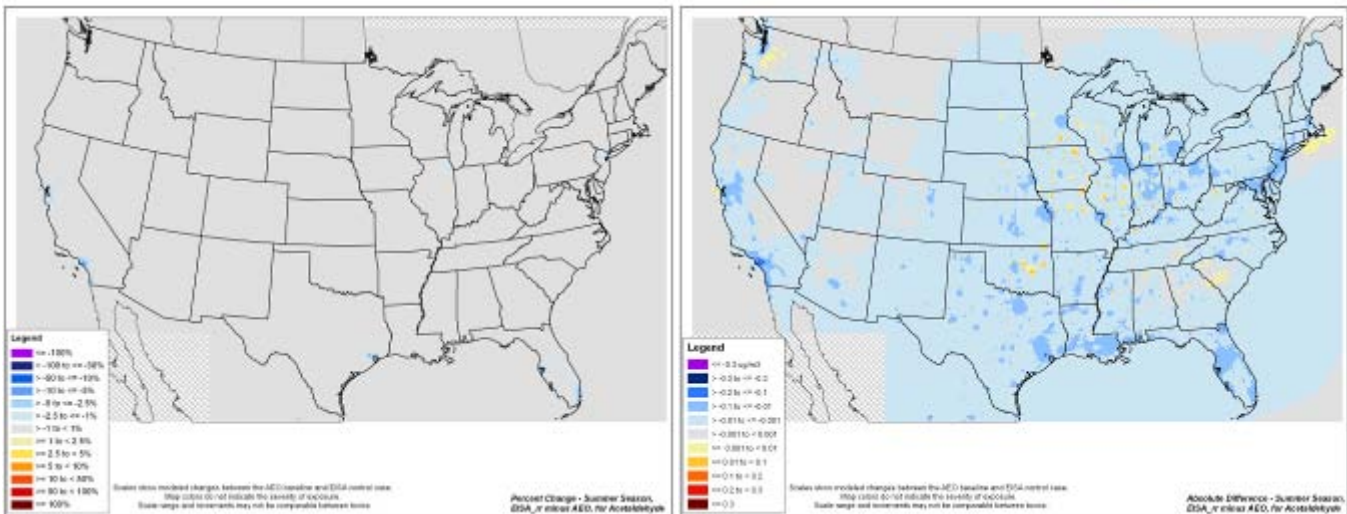 Legend
<= -100%
> -100 to <= -50%
> -50 to <= -10%
> -10 to <= -5%
> -5 to <= -2.5%
> -2.5 to <= -1%
> -1 to < 1%
>= 1 to < 2.5%
>= 2.5 to < 5%
>= 5 to < 10%
>= 10 to < 50%
>= 50 to < 100%
>= 100%
Scales show modeled changes between the AEO baseline and EISA control case.
Map colors do not indicate the severity of exposure.
Scale range and increments may not be comparable between toxics
Percent Change - Summer Season,
EISA_rr minus AEO, for Acetaldehyde
Legend
<= -0.3 ug/m3
> -0.3 to <= -0.2
> -0.2 to <= -0.1
> -0.1 to <= -0.01
> -0.01 to <= -0.001
> -0.001 to < 0.001
>= 0.001 to < 0.01
>= 0.01 to < 0.1
>= 0.1 to < 0.2
>= 0.2 to < 0.3
>= 0.3
Scales show modeled changes between the AEO baseline and EISA control case.
Map colors do not indicate the severity of exposure.
Scale range and increments may not be comparable between toxics
Absolute Difference - Summer Season,
EISA_rr minus AEO, for Acetaldehyde